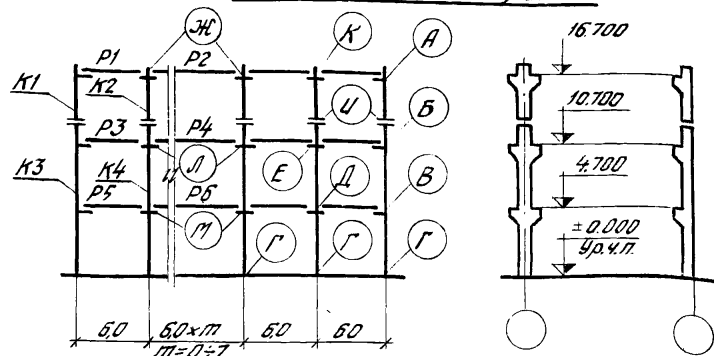 Ж К А
Р1 Р2 16.700
К1 К2
И Б 10.700
Р3 Р4
Л Е 4.700
К3 К4 И Д В
Р5 Р6
М ± 0.000
Г Г Г Ур.ч.п.
6,0 6,0×m 6,0 6,0
m=0÷7